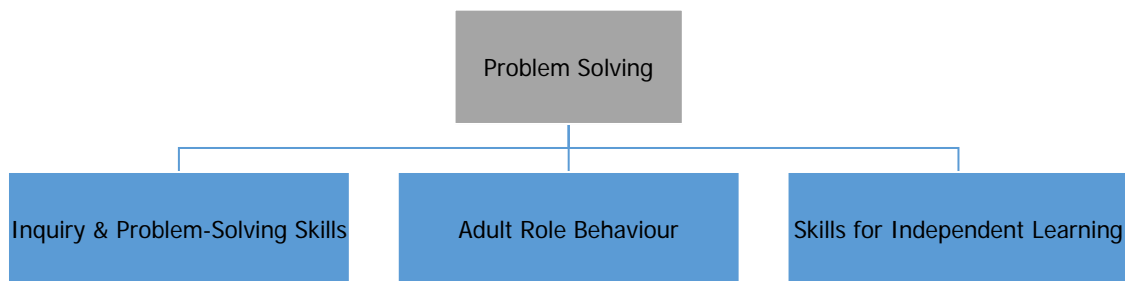 Problem Solving
Inquiry & Problem-Solving Skills
Adult Role Behaviour
Skills for Independent Learning